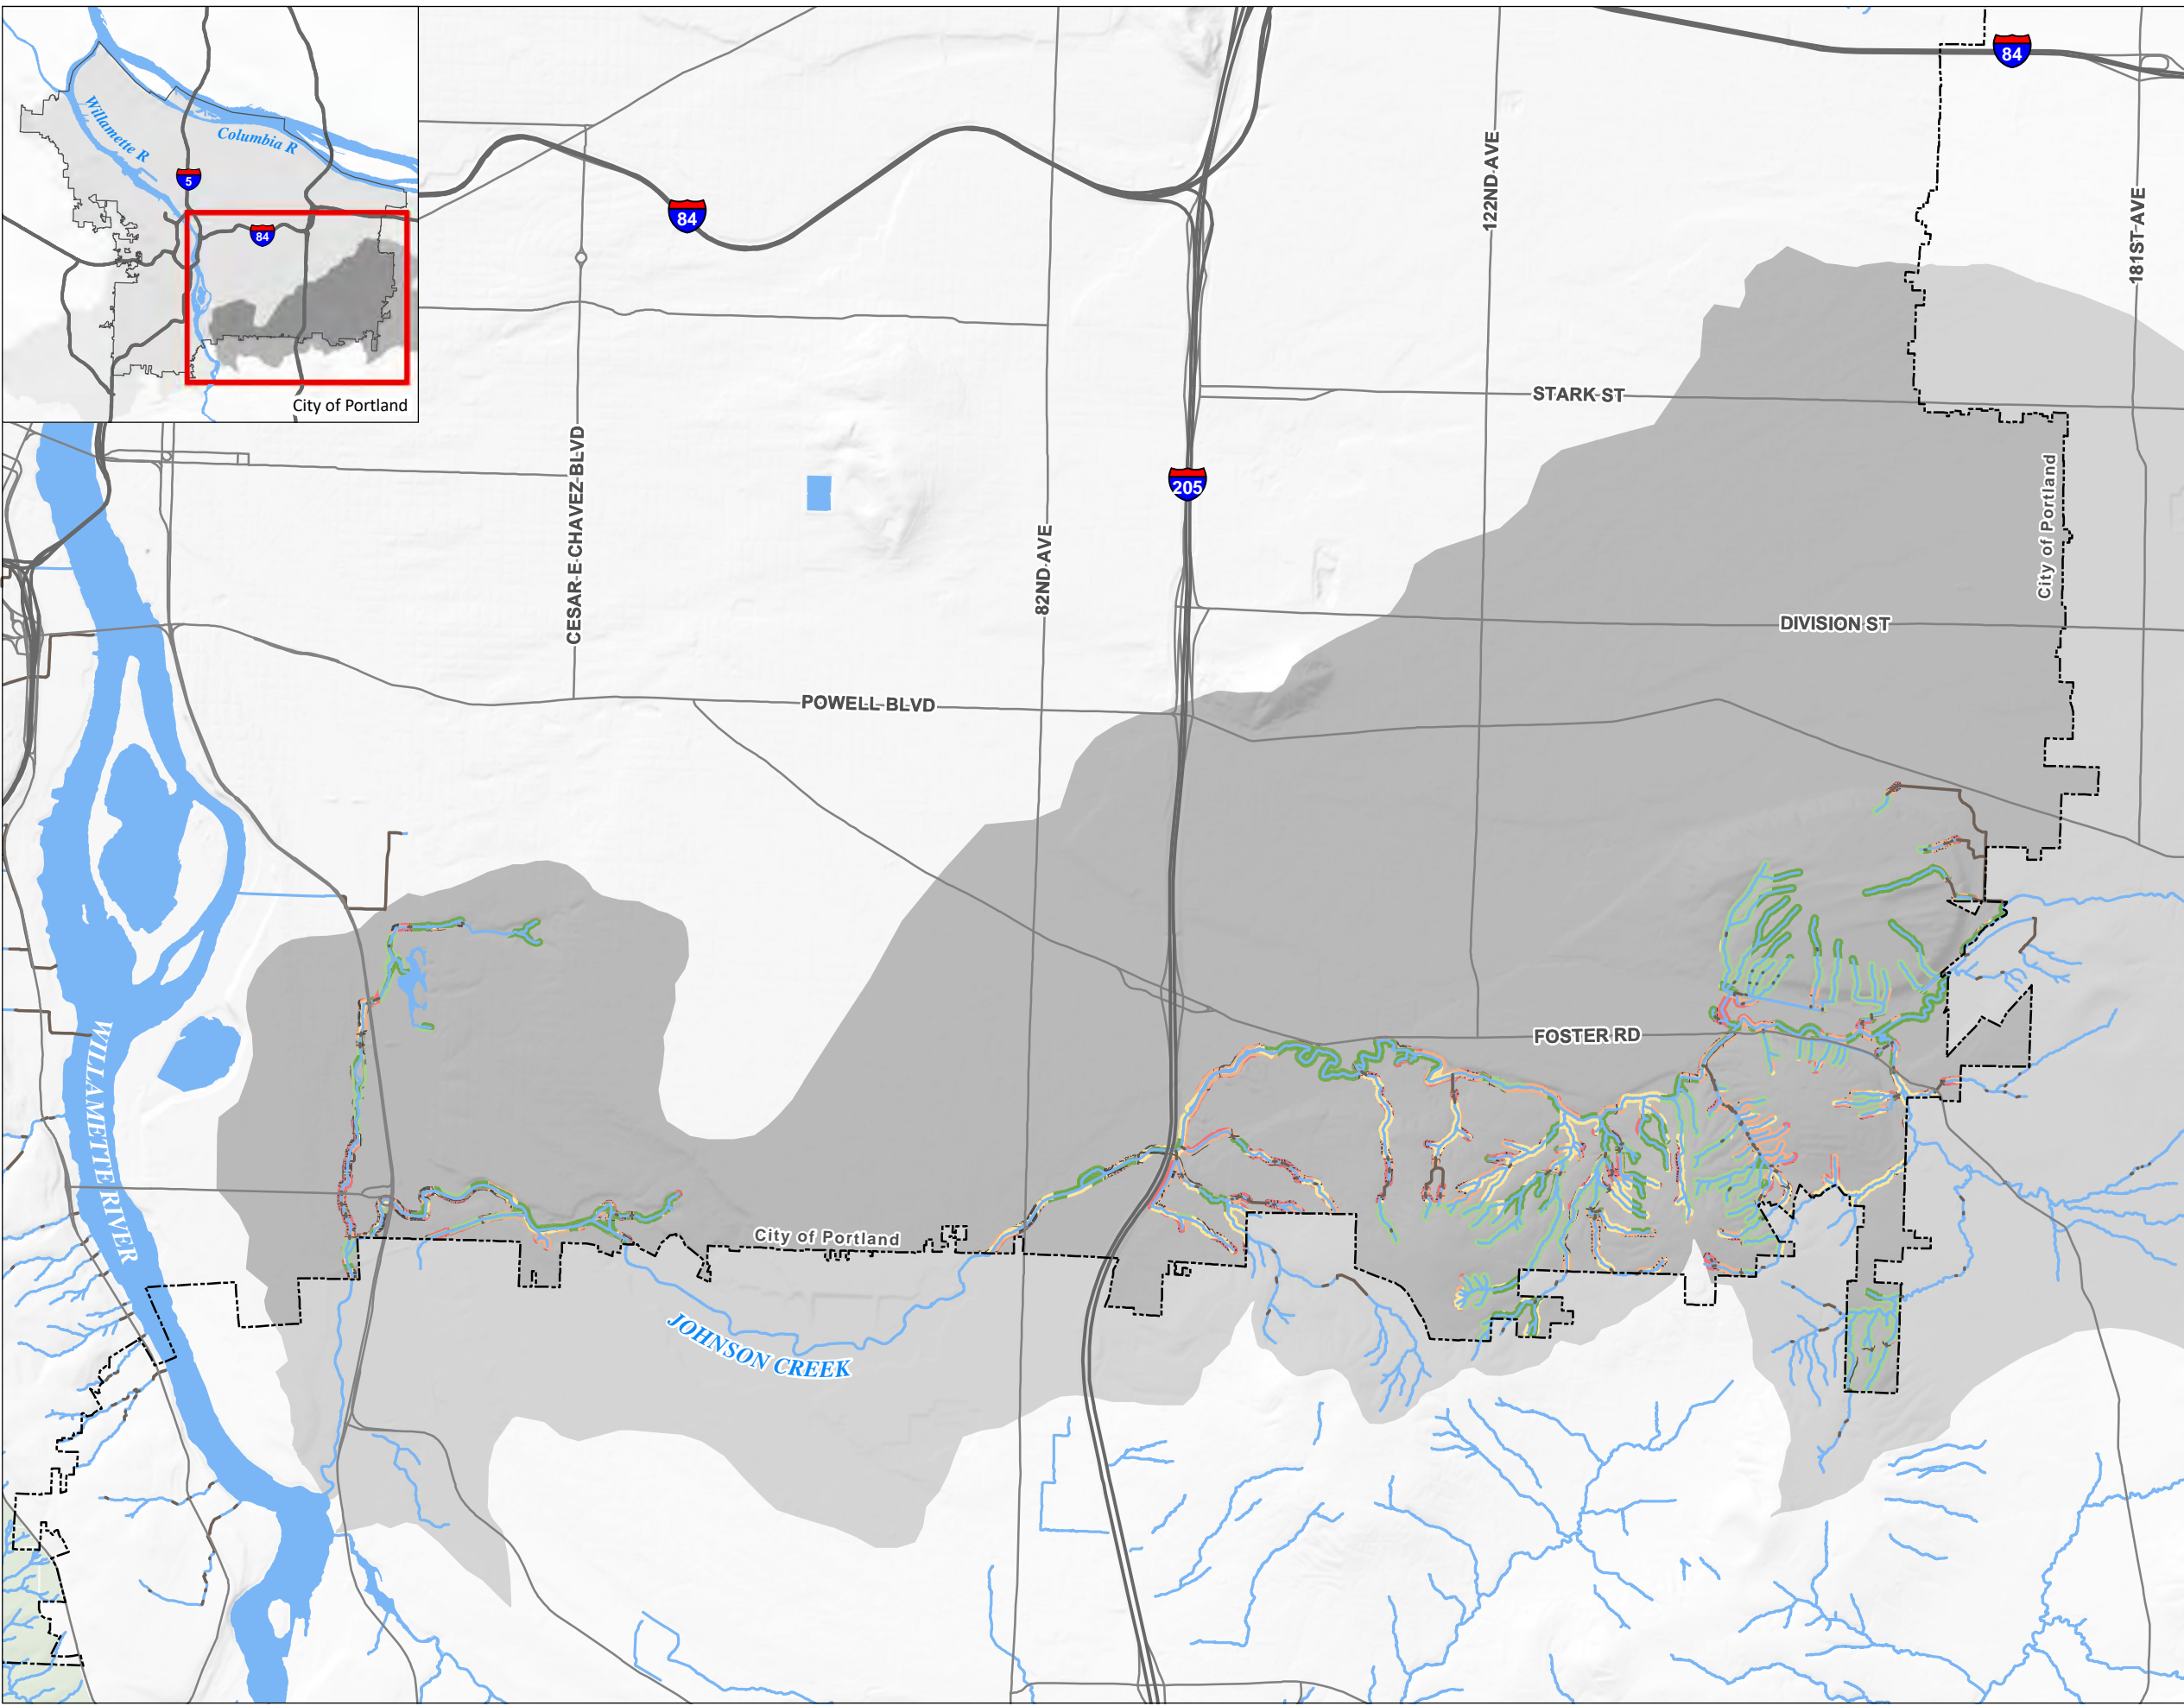 Willamette R
Columbia R
5
84
City of Portland
84
84
205
CESAR E CHAVEZ BLVD
82ND AVE
122ND AVE
181ST AVE
STARK ST
City of Portland
DIVISION ST
POWELL BLVD
FOSTER RD
WILLAMETTE RIVER
City of Portland
JOHNSON CREEK